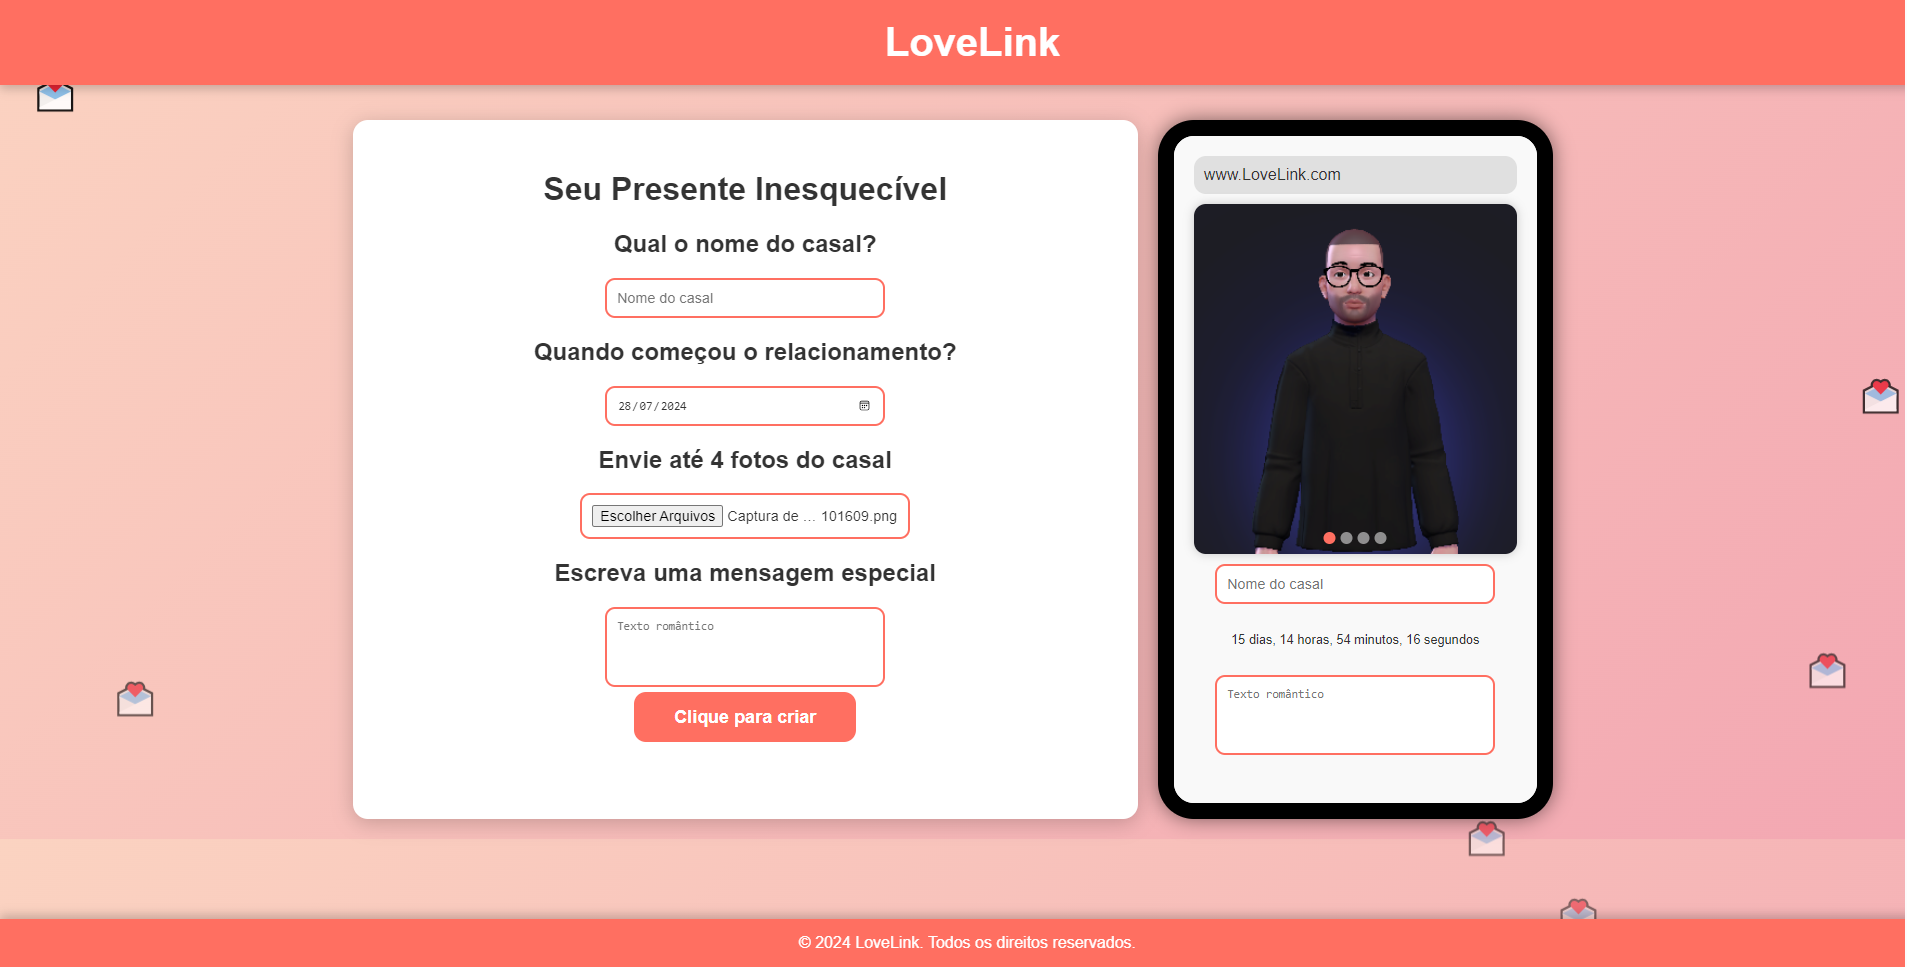 LoveLink
Seu Presente Inesquecível
Qual o nome do casal?
Nome do casal
Quando começou o relacionamento?
28/07/2024
Envie até 4 fotos do casal
Escolher Arquivos Captura de ... 101609.png
Escreva uma mensagem especial
Texto romântico
Clique para criar
www.LoveLink.com
Nome do casal
15 dias, 14 horas, 54 minutos, 16 segundos
Texto romântico
© 2024 LoveLink. Todos os direitos reservados.